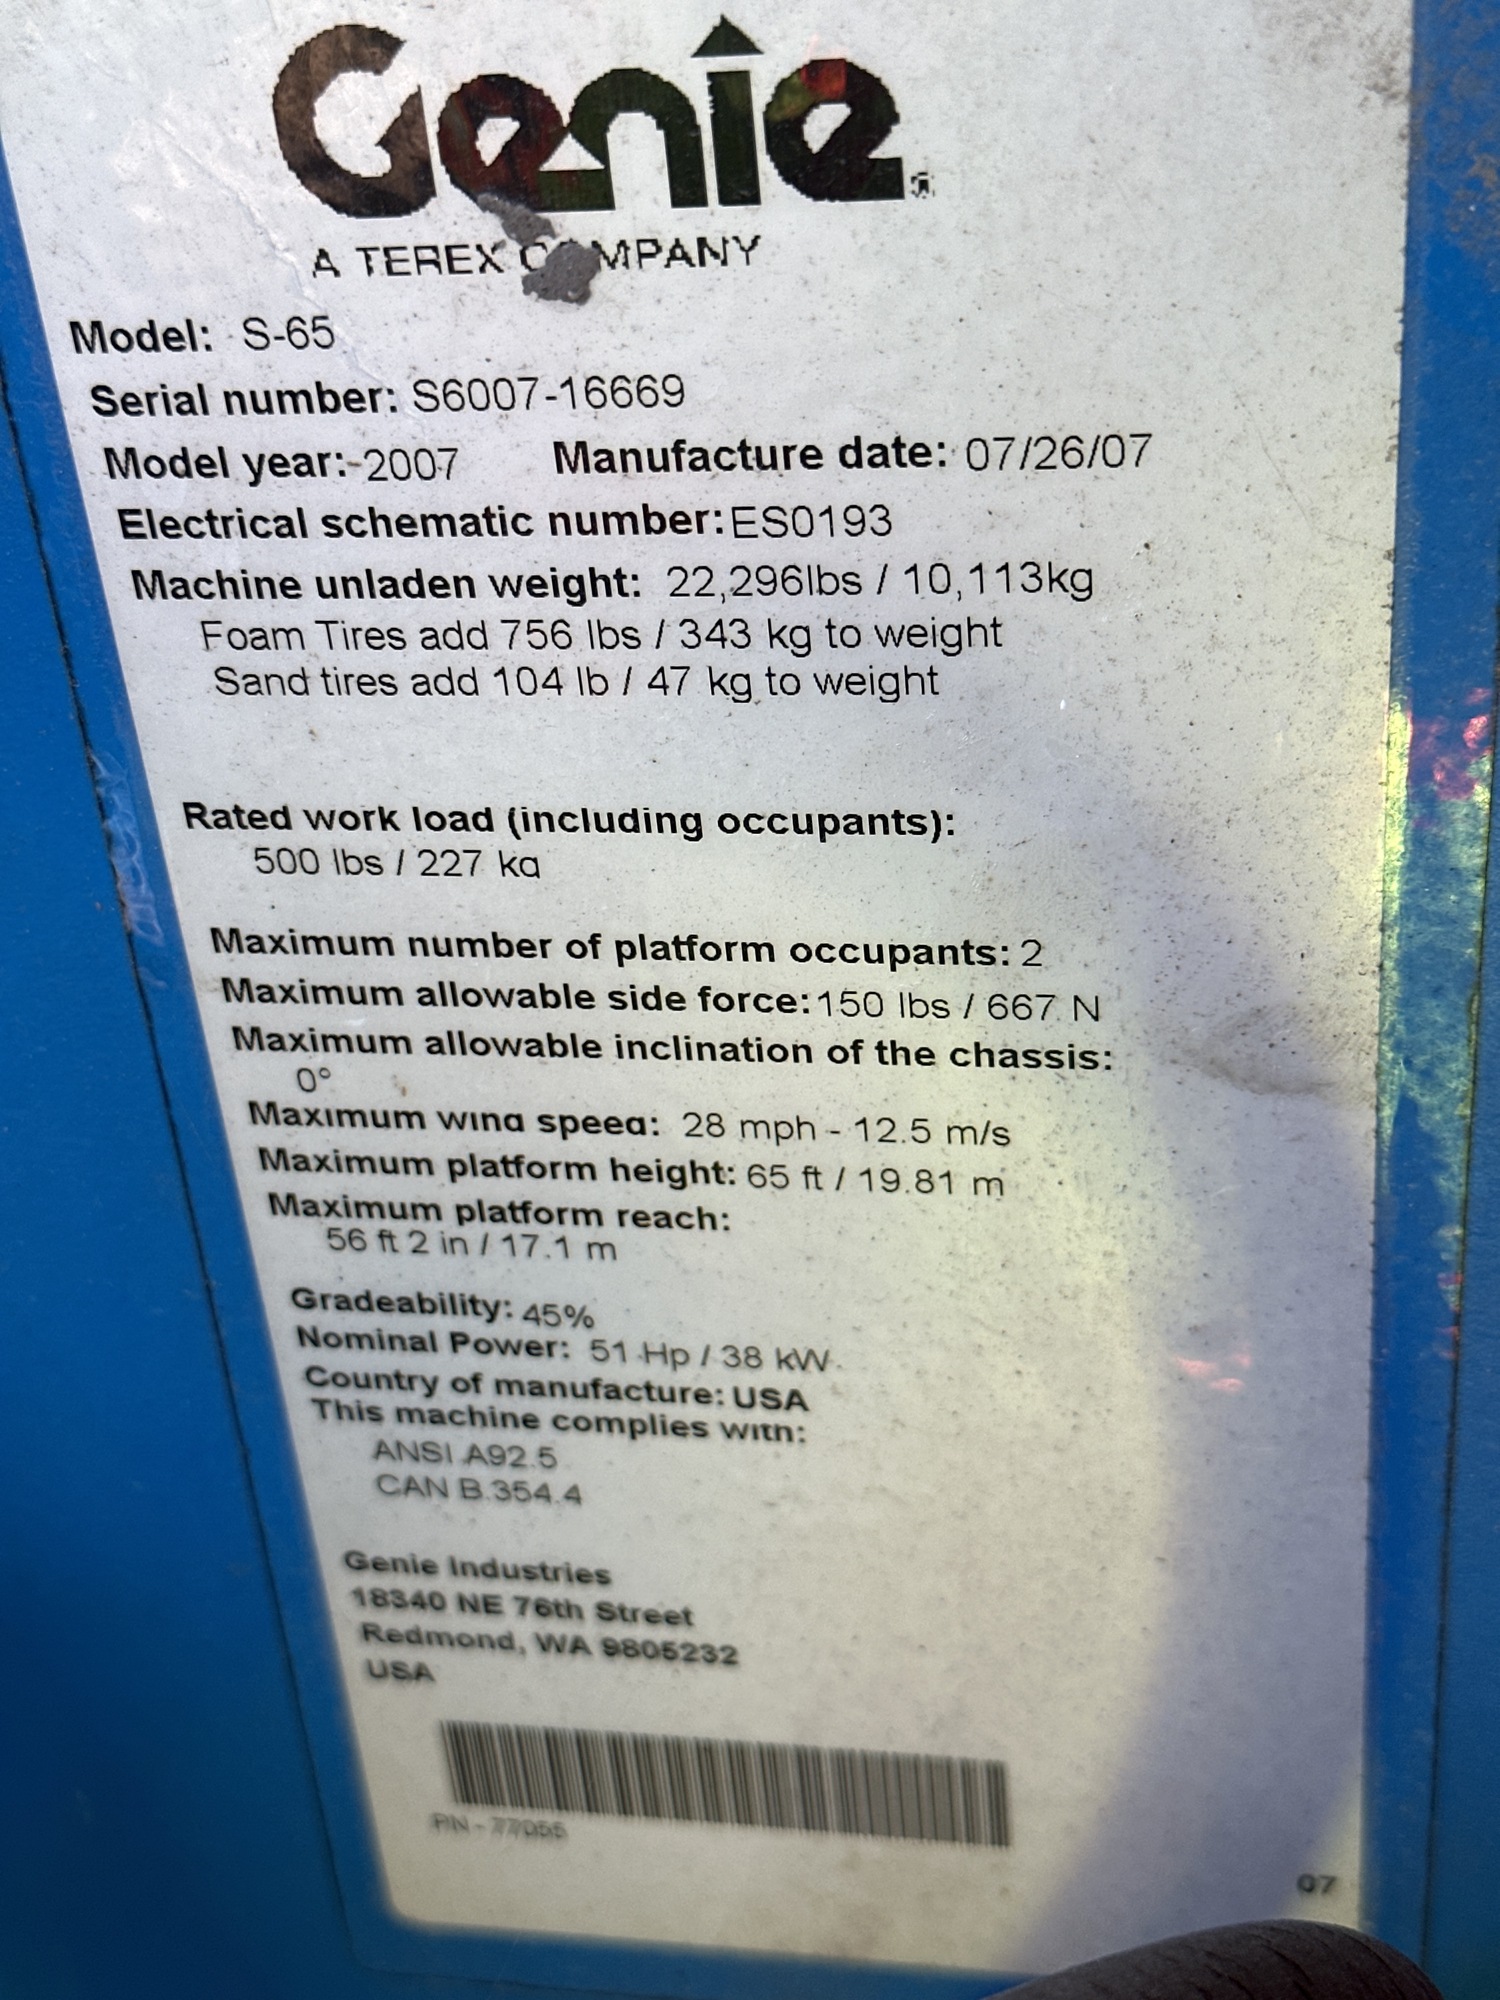 Genie
A TEREX COMPANY
Model: S-65
Serial number: S6007-16669
Model year: 2007 Manufacture date: 07/26/07
Electrical schematic number: ES0193
Machine unladen weight: 22,296lbs / 10,113kg
Foam Tires add 756 lbs / 343 kg to weight
Sand tires add 104 lb / 47 kg to weight
Rated work load (including occupants):
500 lbs / 227 kg
Maximum number of platform occupants: 2
Maximum allowable side force: 150 lbs / 667 N
Maximum allowable inclination of the chassis:
0°
Maximum wind speed: 28 mph - 12.5 m/s
Maximum platform height: 65 ft / 19.81 m
Maximum platform reach:
56 ft 2 in / 17.1 m
Gradeability: 45%
Nominal Power: 51 Hp / 38 kW
Country of manufacture: USA
This machine complies with:
ANSI A92.5
CAN B.354.4
Genie Industries
18340 NE 76th Street
Redmond, WA 9805232
USA
PN - 77055
07